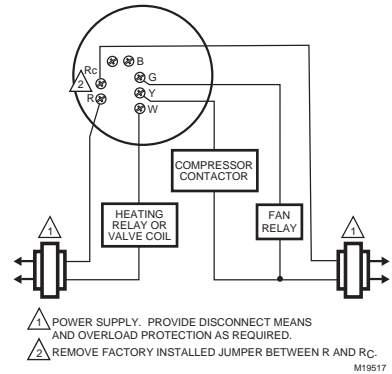 B
Rc
G
2
R
Y
W
COMPRESSOR
CONTACTOR
HEATING
RELAY OR
VALVE COIL
FAN
RELAY
1
1
1 POWER SUPPLY. PROVIDE DISCONNECT MEANS
AND OVERLOAD PROTECTION AS REQUIRED.
2 REMOVE FACTORY INSTALLED JUMPER BETWEEN R AND RC.
M19517